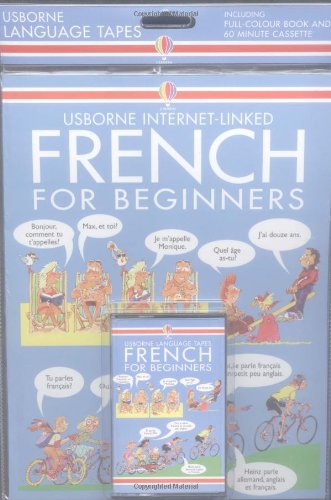 USBORNE
LANGUAGE TAPES
INCLUDING
FULL-COLOUR BOOK AND
60 MINUTE CASSETTE
USBORNE INTERNET-LINKED
FRENCH
FOR BEGINNERS
Bonjour,
comment tu
t'appelles?
Max, et toi?
Je m'appelle
Monique.
Quel âge
as-tu?
J'ai douze ans.
USBORNE LANGUAGE TAPES
FRENCH
FOR BEGINNERS
Tu parles
français?
Je parle français
petit peu anglais.
Heinz parle
allemand, anglais
et français.